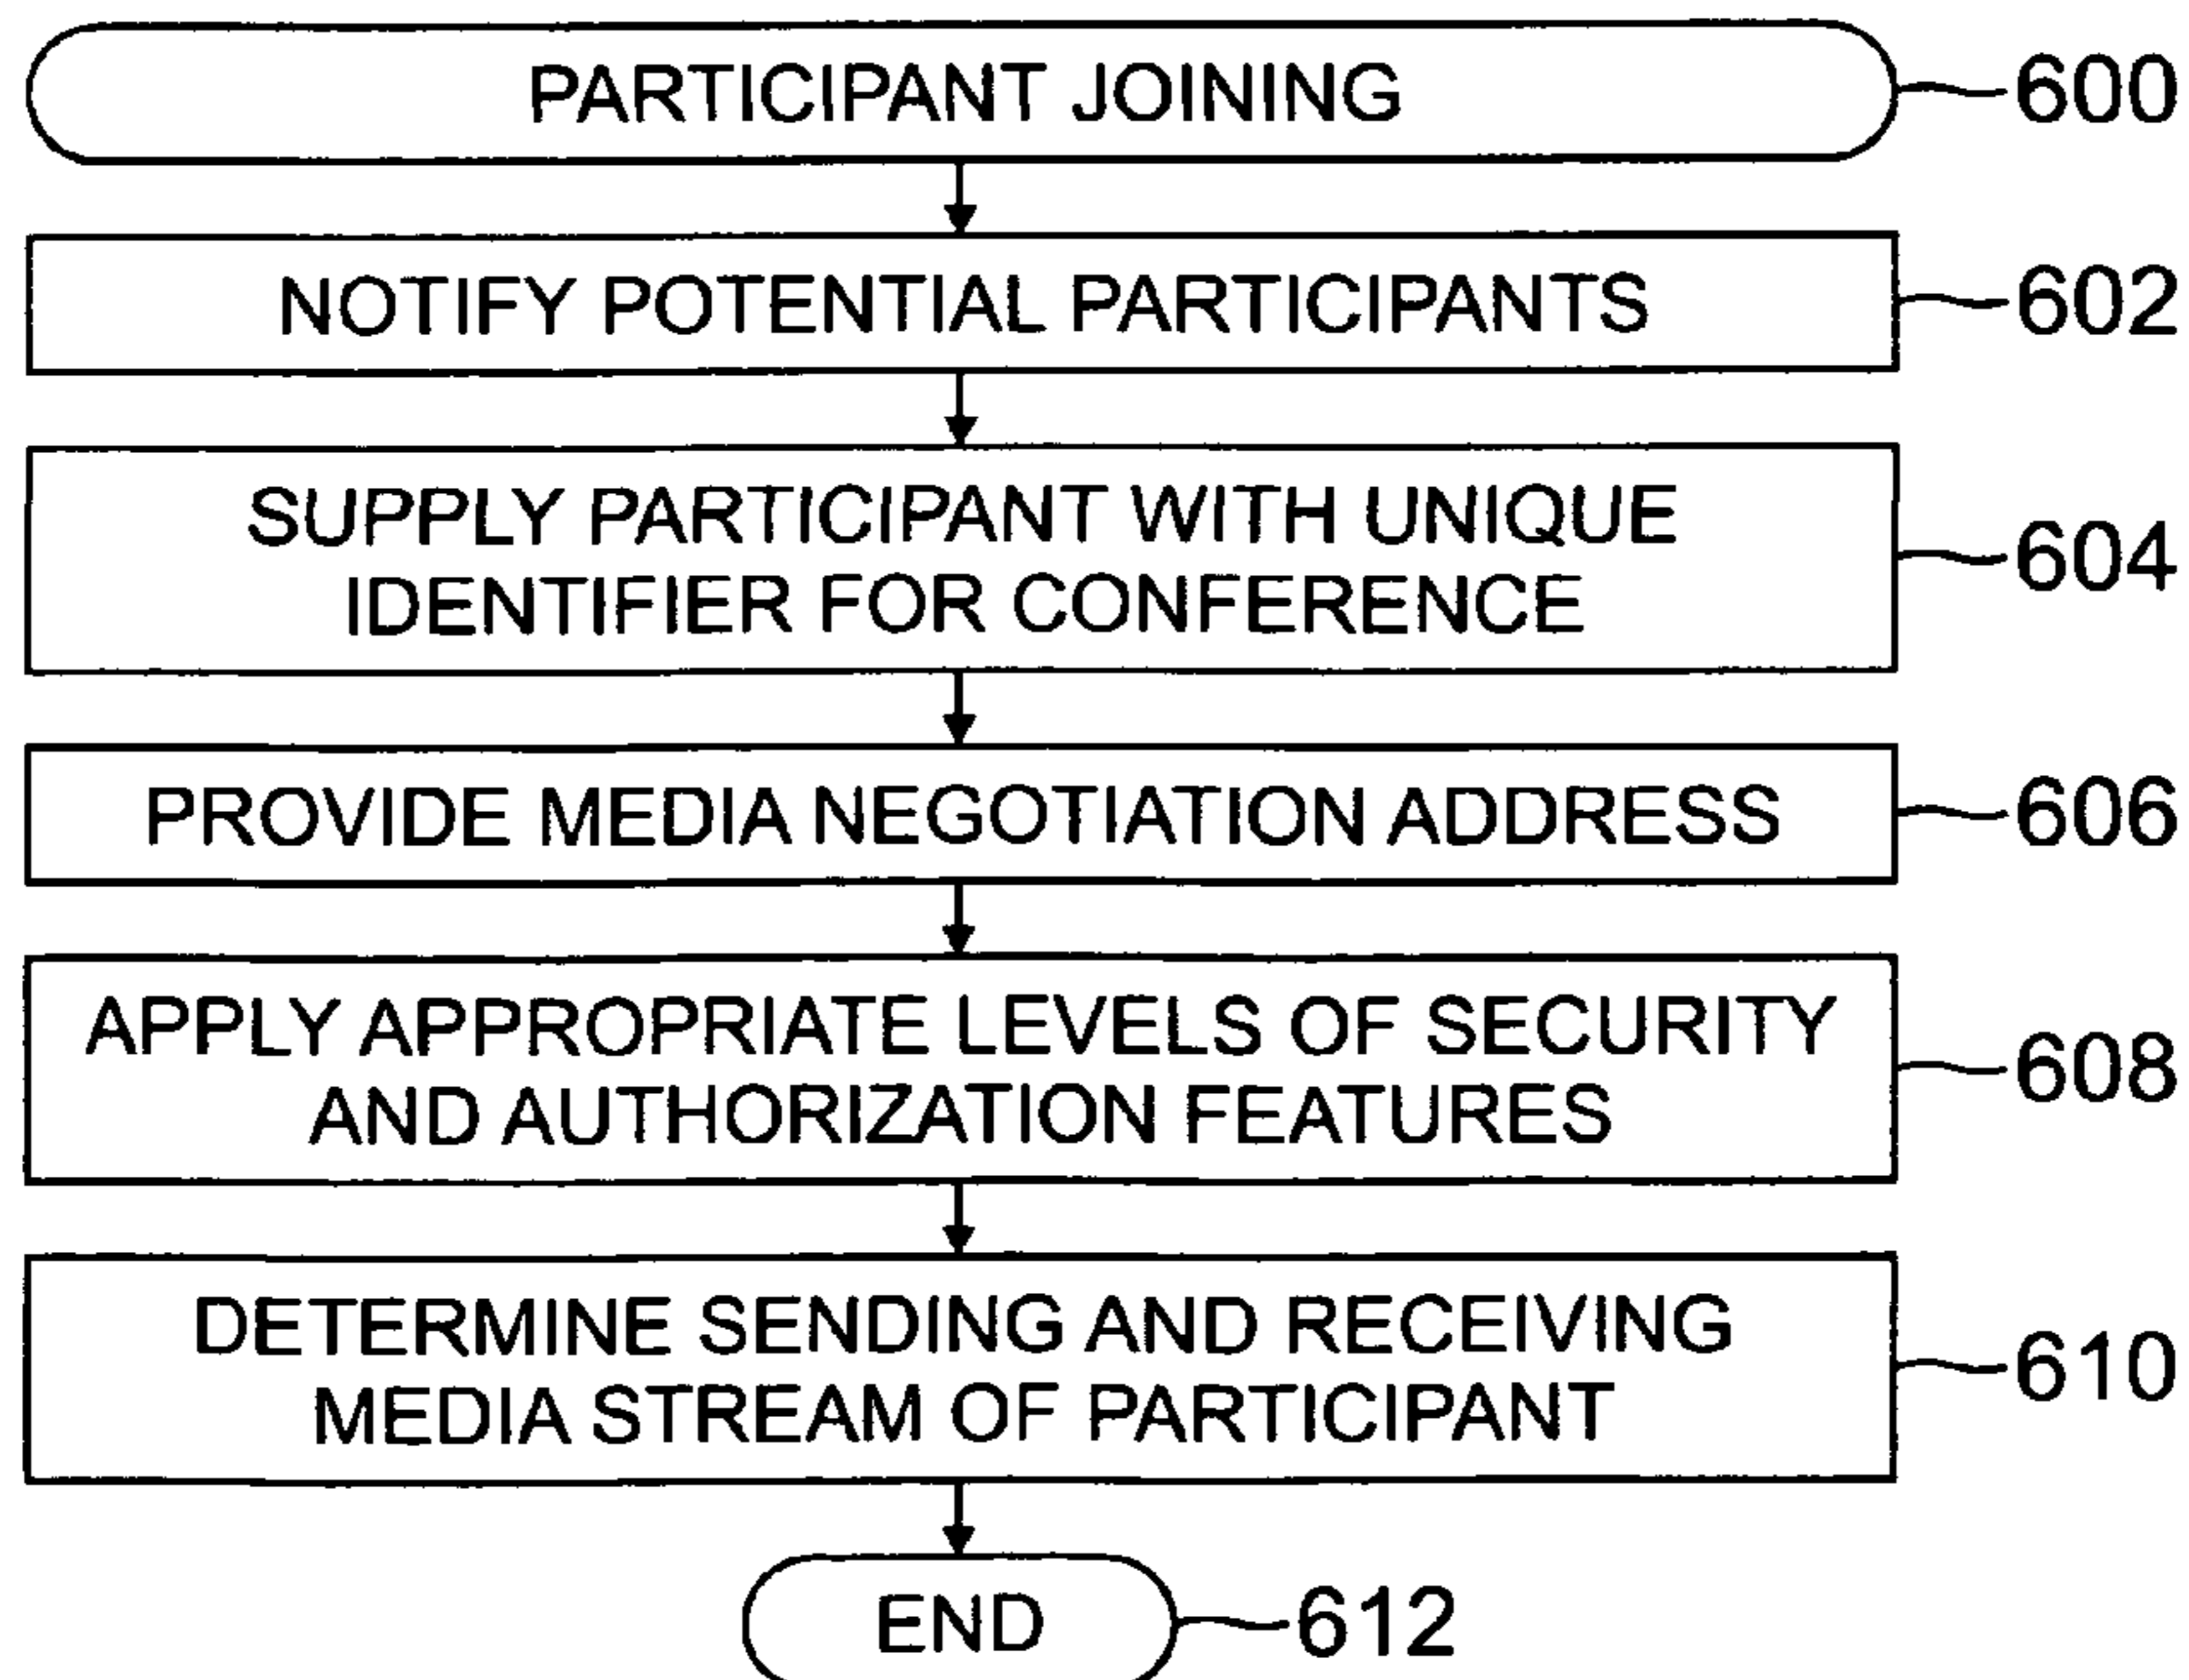 PARTICIPANT JOINING
600
NOTIFY POTENTIAL PARTICIPANTS
602
SUPPLY PARTICIPANT WITH UNIQUE
IDENTIFIER FOR CONFERENCE
604
PROVIDE MEDIA NEGOTIATION ADDRESS
606
APPLY APPROPRIATE LEVELS OF SECURITY
AND AUTHORIZATION FEATURES
608
DETERMINE SENDING AND RECEIVING
MEDIA STREAM OF PARTICIPANT
610
END
612